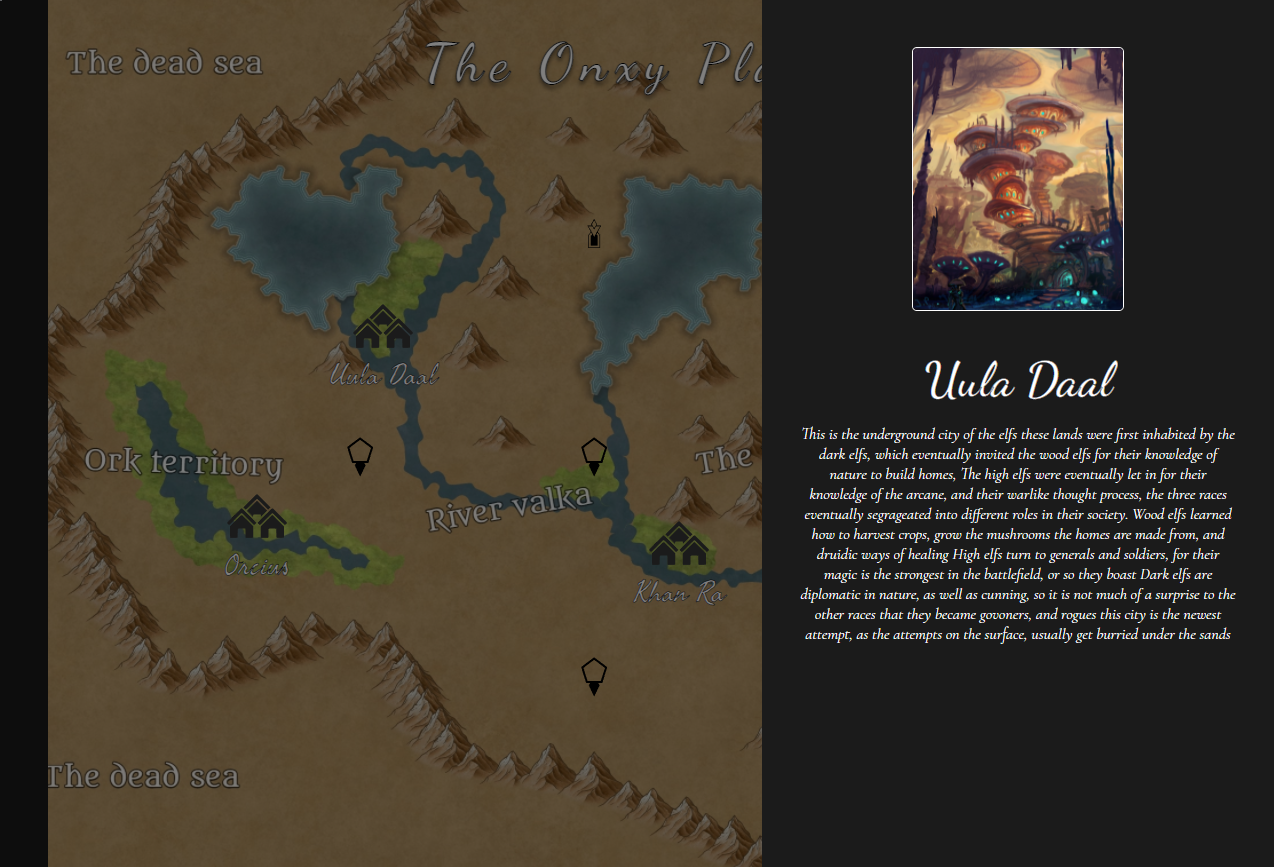 The dead sea
The Onxy
Uula Daal
Ork territory
The
River valka
Orcius
Khan Ra
The dead sea
Uula Daal
This is the underground city of the elfs these lands were first inhabited by the
dark elfs, which eventually invited the wood elfs for their knowledge of
nature to build homes, The high elfs were eventually let in for their
knowledge of the arcane, and their warlike thought process, the three races
eventually segrageated into different roles in their society. Wood elfs learned
how to harvest crops, grow the mushrooms the homes are made from, and
druidic ways of healing High elfs turn to generals and soldiers, for their
magic is the strongest in the battlefield, or so they boast Dark elfs are
diplomatic in nature, as well as cunning, so it is not much of a surprise to the
other races that they became govoners, and rogues this city is the newest
attempt, as the attempts on the surface, usually get burried under the sands